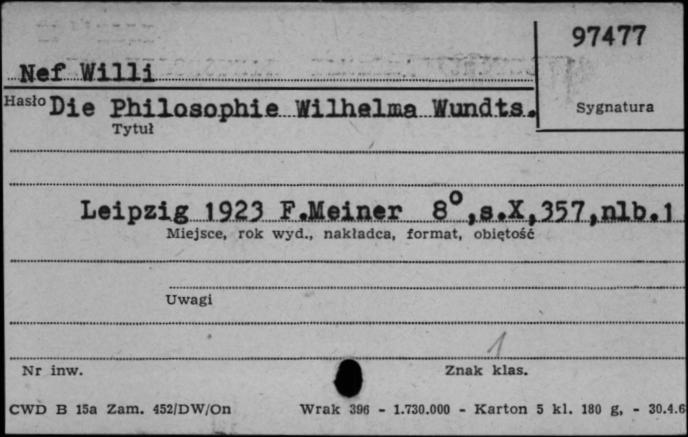 97477
Nef Willi
Hasło Die Philosophie Wilhelma Wundts.
Sygnatura
Tytuł
Leipzig 1923 F.Meiner 8°,s.X,357,nlb.1
Miejsce, rok wyd., nakładca, format, objętość
Uwagi
1
Nr inw.
Znak klas.
CWD B 15a Zam. 452/DW/On Wrak 396 - 1.730.000 - Karton 5 kl. 180 g, - 30.4.6